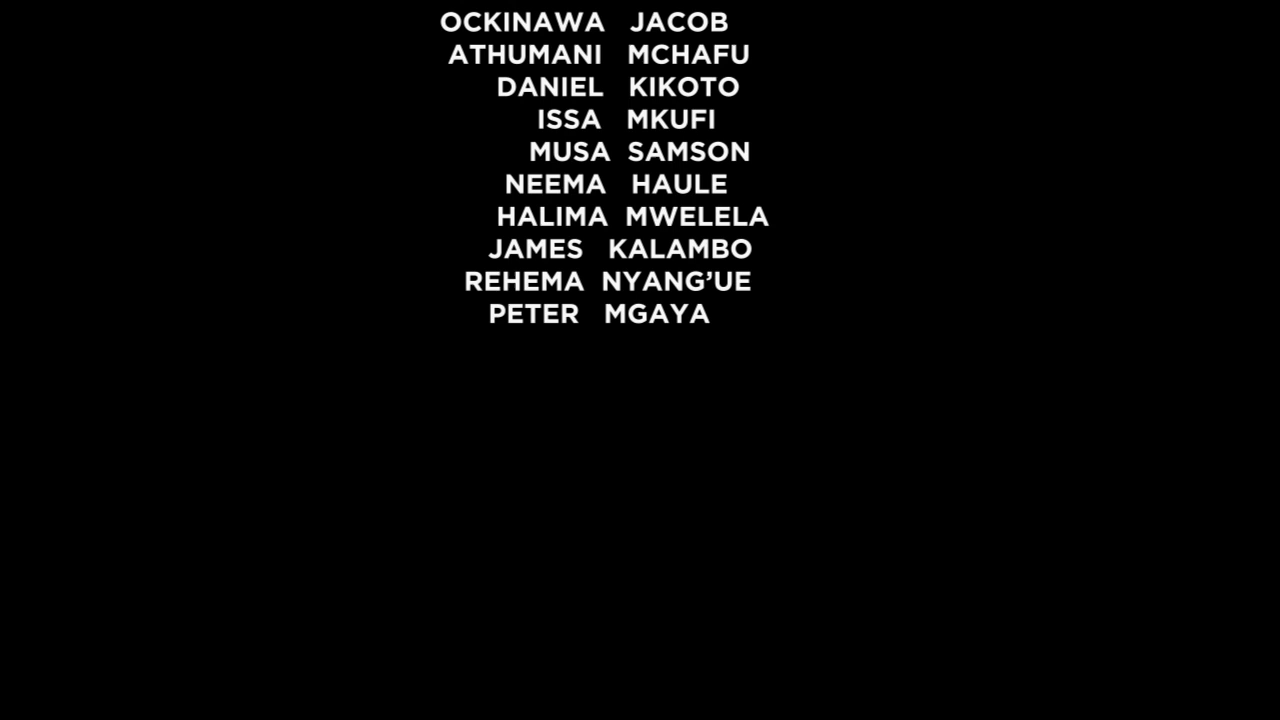 OCKINAWA JACOB
ATHUMANI MCHAFU
DANIEL KIKOTO
ISSA MKUFI
MUSA SAMSON
NEEMA HAULE
HALIMA MWELELA
JAMES KALAMBO
REHEMA NYANG’UE
PETER MGAYA